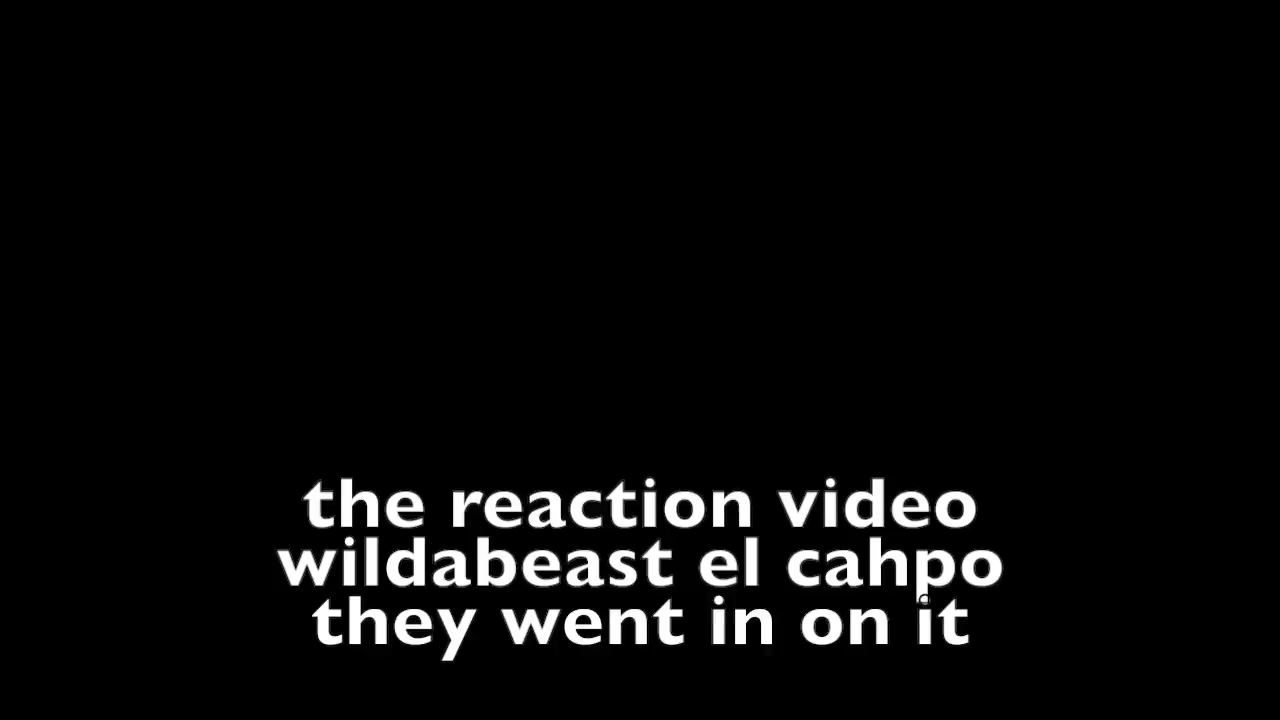 the reaction video
wildabeast el cahpo
they went in on it